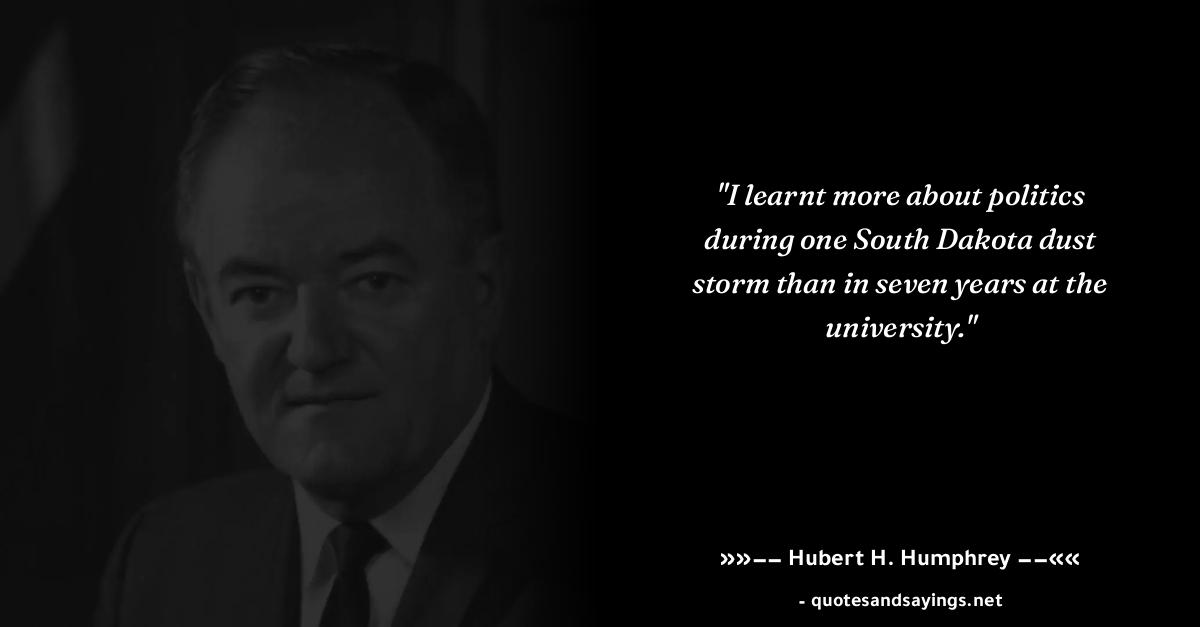 "I learnt more about politics
during one South Dakota dust
storm than in seven years at the
university."
»»–– Hubert H. Humphrey ––««
- quotesandsayings.net